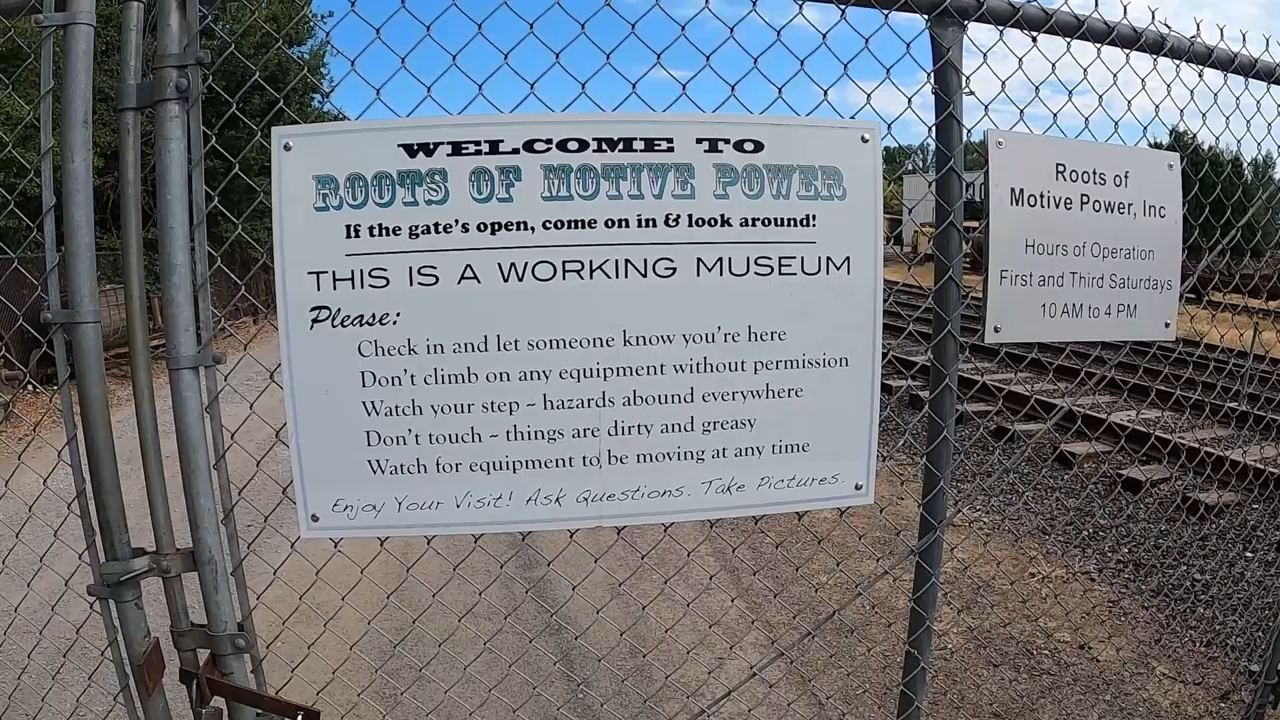 WELCOME TO
ROOTS OF MOTIVE POWER
If the gate's open, come on in & look around!
THIS IS A WORKING MUSEUM
Please:
Check in and let someone know you're here
Don't climb on any equipment without permission
Watch your step ~ hazards abound everywhere
Don't touch ~ things are dirty and greasy
Watch for equipment to be moving at any time
Enjoy Your Visit! Ask Questions. Take Pictures.
Roots of
Motive Power, Inc
Hours of Operation
First and Third Saturdays
10 AM to 4 PM